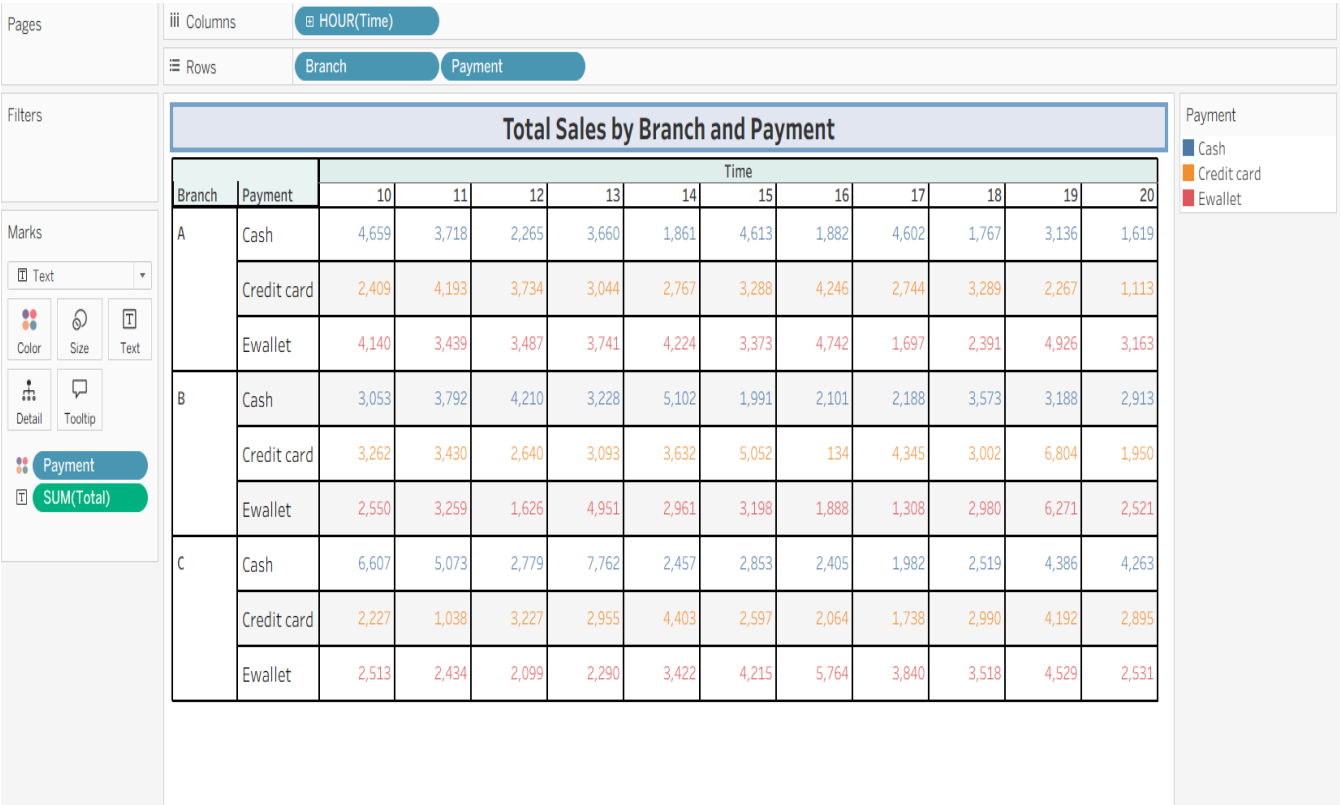 Pages
iii Columns
HOUR(Time)
Rows
Branch Payment
Filters
Marks
Text
Color Size Text
Detail Tooltip
Payment
SUM(Total)
Total Sales by Branch and Payment
Time
Branch Payment 10 11 12 13 14 15 16 17 18 19 20
A Cash 4,659 3,718 2,265 3,660 1,861 4,613 1,882 4,602 1,767 3,136 1,619
Credit card 2,409 4,193 3,734 3,044 2,767 3,288 4,246 2,744 3,289 2,267 1,113
Ewallet 4,140 3,439 3,487 3,741 4,224 3,373 4,742 1,697 2,391 4,926 3,163
B Cash 3,053 3,792 4,210 3,228 5,102 1,991 2,101 2,188 3,573 3,188 2,913
Credit card 3,262 3,430 2,640 3,093 3,632 5,052 134 4,345 3,002 6,804 1,950
Ewallet 2,550 3,259 1,626 4,951 2,961 3,198 1,888 1,308 2,980 6,271 2,521
C Cash 6,607 5,073 2,779 7,762 2,457 2,853 2,405 1,982 2,519 4,386 4,263
Credit card 2,227 1,038 3,227 2,955 4,403 2,597 2,064 1,738 2,990 4,192 2,895
Ewallet 2,513 2,434 2,099 2,290 3,422 4,215 5,764 3,840 3,518 4,529 2,531
Payment
Cash
Credit card
Ewallet